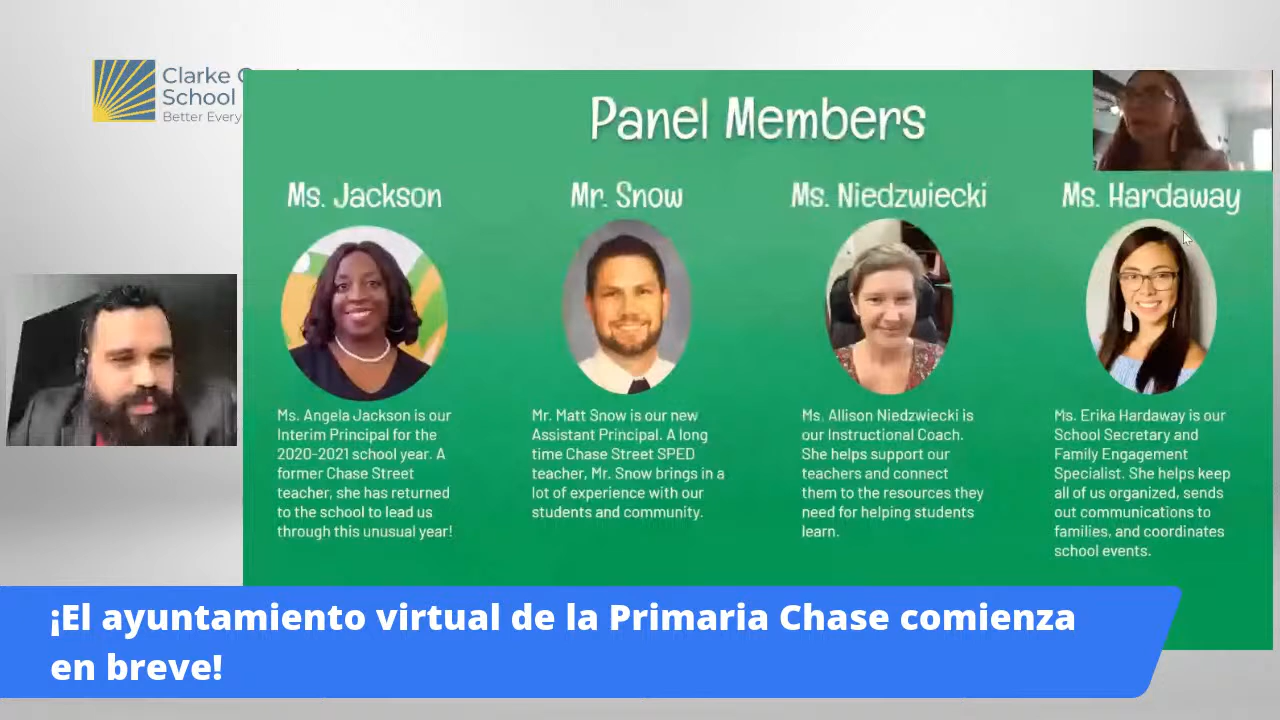 Clarke
School
Better Every
Panel Members
Ms. Jackson
Ms. Angela Jackson is our
Interim Principal for the
2020-2021 school year. A
former Chase Street
teacher, she has returned
to the school to lead us
through this unusual year!
Mr. Snow
Mr. Matt Snow is our new
Assistant Principal. A long
time Chase Street SPED
teacher, Mr. Snow brings in a
lot of experience with our
students and community.
Ms. Niedzwiecki
Ms. Allison Niedzwiecki is
our Instructional Coach.
She helps support our
teachers and connect
them to the resources they
need for helping students
learn.
Ms. Hardaway
Ms. Erika Hardaway is our
School Secretary and
Family Engagement
Specialist. She helps keep
all of us organized, sends
out communications to
families, and coordinates
school events.
¡El ayuntamiento virtual de la Primaria Chase comienza
en breve!